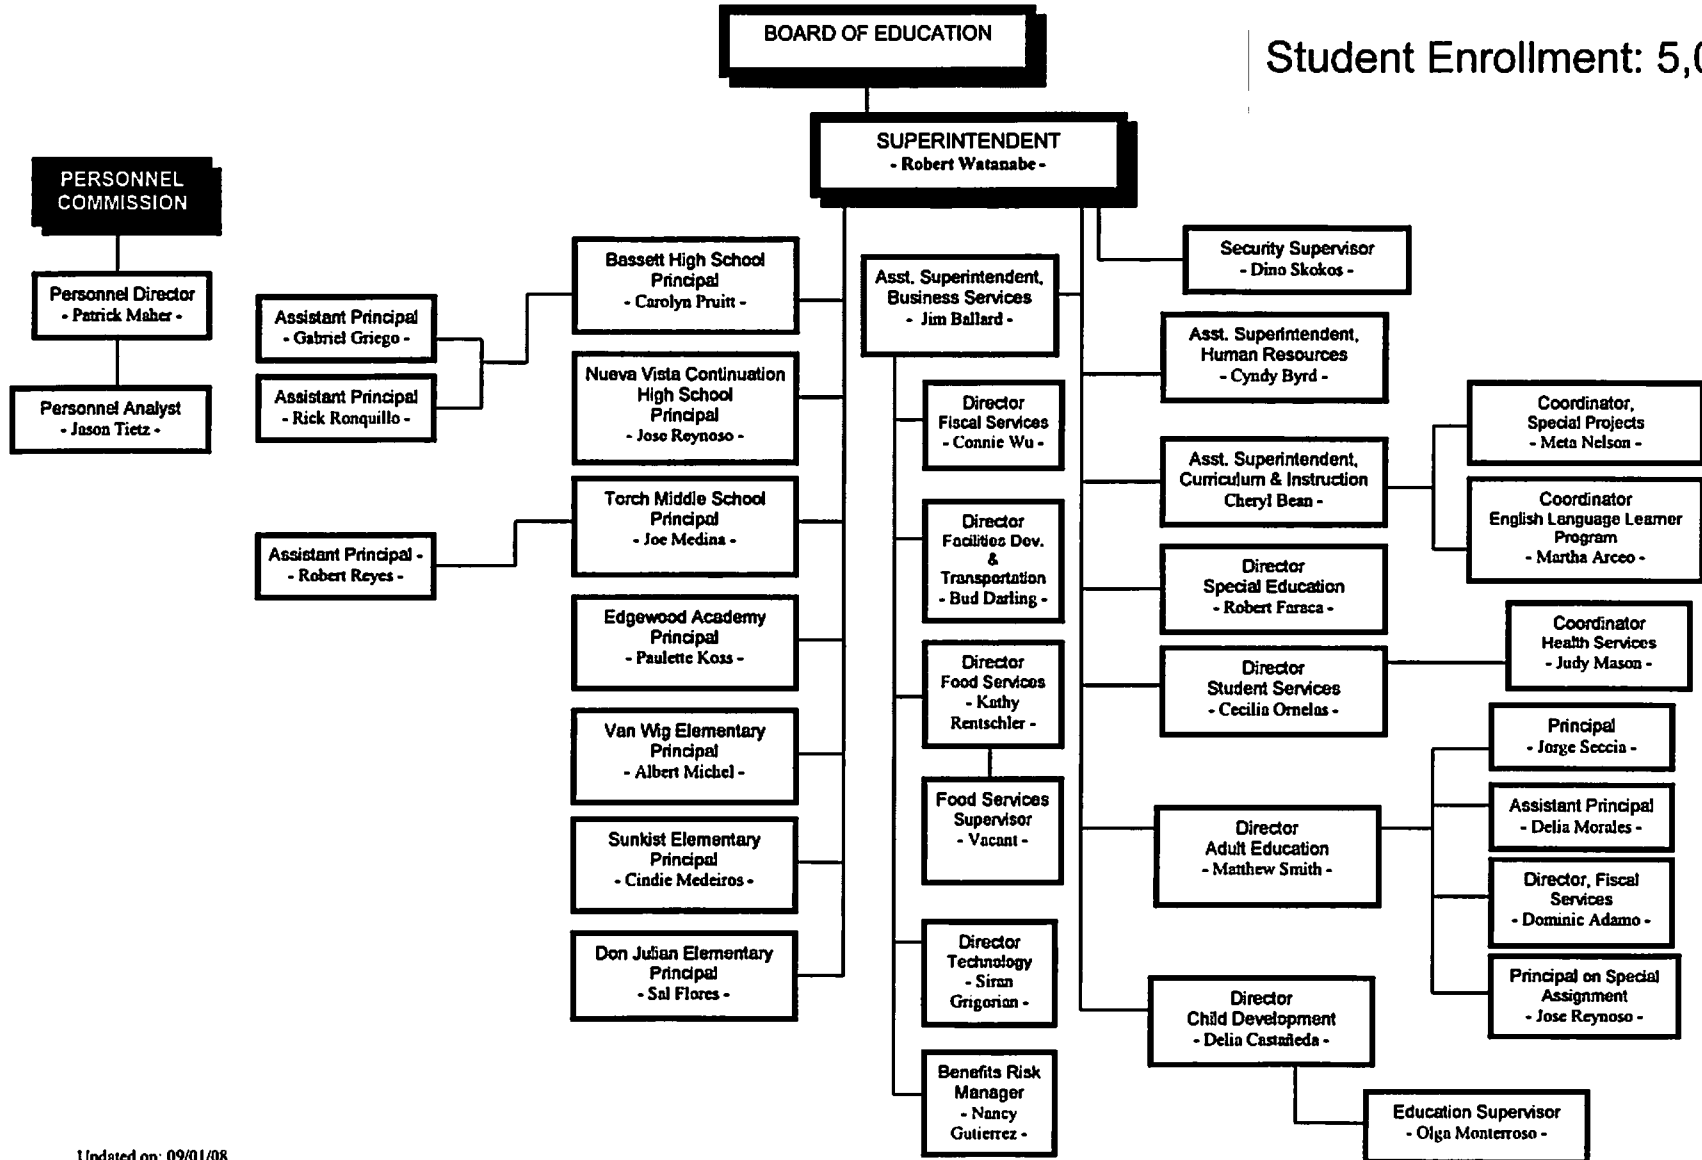 BOARD OF EDUCATION
Student Enrollment: 5,0
SUPERINTENDENT
- Robert Watanabe -
PERSONNEL
COMMISSION
Personnel Director
- Patrick Maher -
Personnel Analyst
- Jason Tietz -
Assistant Principal
- Gabriel Griego -
Assistant Principal
- Rick Ronquillo -
Assistant Principal -
- Robert Reyes -
Bassett High School
Principal
- Carolyn Pruitt -
Nueva Vista Continuation
High School
Principal
- Jose Reynoso -
Torch Middle School
Principal
- Joe Medina -
Edgewood Academy
Principal
- Paulette Koss -
Van Wig Elementary
Principal
- Albert Michel -
Sunkist Elementary
Principal
- Cindie Medeiros -
Don Julian Elementary
Principal
- Sal Flores -
Asst. Superintendent,
Business Services
- Jim Ballard -
Director
Fiscal Services
- Connie Wu -
Director
Facilities Dev.
&
Transportation
- Bud Darling -
Director
Food Services
- Kathy
Rentschler -
Food Services
Supervisor
- Vacant -
Director
Technology
- Siran
Grigorian -
Benefits Risk
Manager
- Nancy
Gutierrez -
Security Supervisor
- Dino Skokos -
Asst. Superintendent,
Human Resources
- Cyndy Byrd -
Asst. Superintendent,
Curriculum & Instruction
Cheryl Bean -
Director
Special Education
- Robert Faraca -
Director
Student Services
- Cecilia Ornelas -
Director
Adult Education
- Matthew Smith -
Director
Child Development
- Delia Castañeda -
Coordinator,
Special Projects
- Meta Nelson -
Coordinator
English Language Learner
Program
- Martha Arceo -
Coordinator
Health Services
- Judy Mason -
Principal
- Jorge Seccia -
Assistant Principal
- Delia Morales -
Director, Fiscal
Services
- Dominic Adamo -
Principal on Special
Assignment
- Jose Reynoso -
Education Supervisor
- Olga Monterroso -
Updated on: 09/01/08